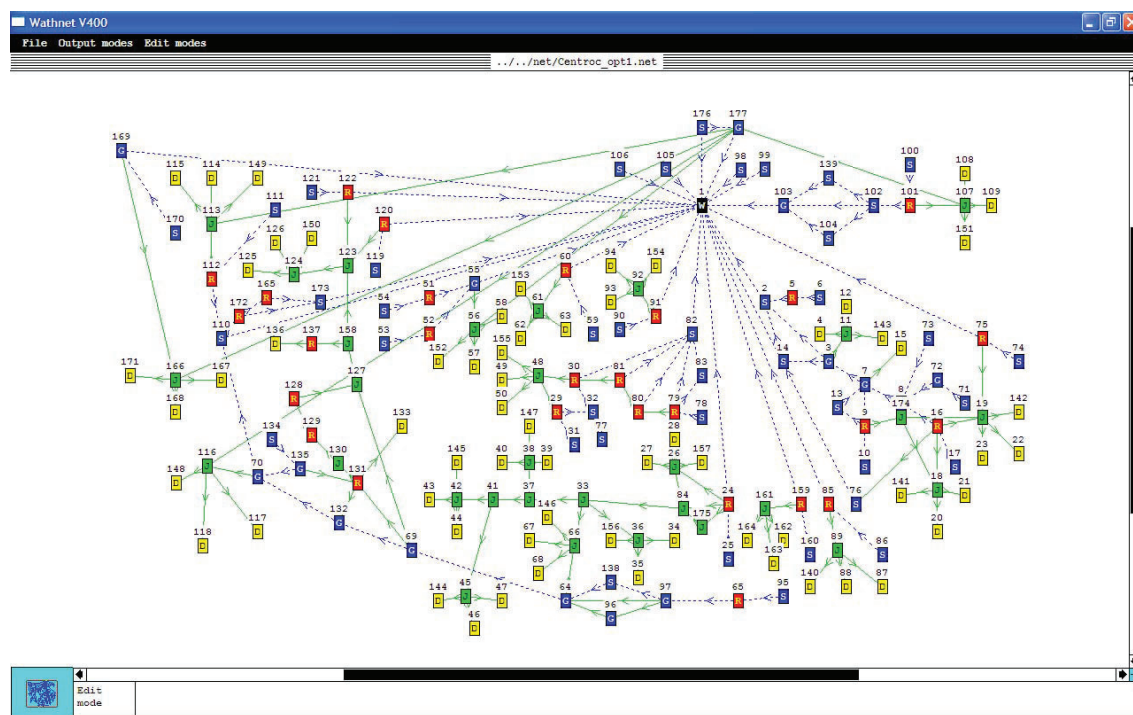 Wathnet V400
File Output modes Edit modes
../../net/Centroc_opt1.net
176 177
S G
169
G
106 105 98 99
S S S S
100 139
S S
115 114 149
D D D
108
D
121 122
S R
111
S
1
W
103 102 101 107 109
G S R J D
120
R
113
J
170
S
126 150
D D
104
S
151
D
125 124 123
D J J
119
S
112
R
153 60 94 92 154
D R D J D
165 173
R S
172
R
54 51 55
S R G
61 93 91
J D R
2 5 6 12
S R S D
110
S
53 52 56 58 62 63 59 90
S R J D D D S S
82
S
4 11 143 15
D J D D
73 75 74
S R S
136 137 158
D R J
152 57
D D
14 3
S G
171 166 167
D J D
168
D
127
J
155 49 48 50
D D J D
30 81 83
R R S
7 72 71
G G S
128
R
29 32 80 79 78
R S R R S
13 8 174 19 142
S J J D
133
D
9 16
R R
134 129
S R
147
D
31 77 28
S S D
23 22
D D
148 116 70 135 130
D J G G J
145 40 38 39
D D J D
27 26 157
D J D
10 17
S S
131
R
43 42 41 37 33
D J J J J
84 24 161 159 85 76
J R J R R S
141 18 21
D J D
44
D
146
D
175
J
20
D
132
G
118 117
D D
67 66 156 36 34
D J D J D
164 162
D D
69
G
68 35
D D
25 163 160 89 86
S D S J S
138
S
140 88 87
D D D
144 45 47 64 97 65 95
D J D G G R S
46 96
D G
Edit
mode